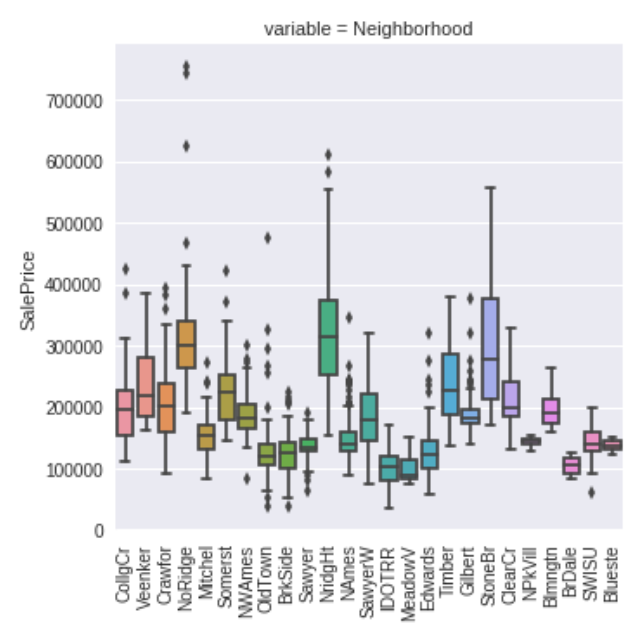 variable = Neighborhood
SalePrice
700000
600000
500000
400000
300000
200000
100000
0
CollgCr
Veenker
Crawfor
NoRidge
Mitchel
Somerst
NWAmes
OldTown
BrkSide
Sawyer
NridgHt
NAmes
SawyerW
IDOTRR
MeadowV
Edwards
Timber
Gilbert
StoneBr
ClearCr
NPkVill
Blmngtn
BrDale
SWISU
Blueste